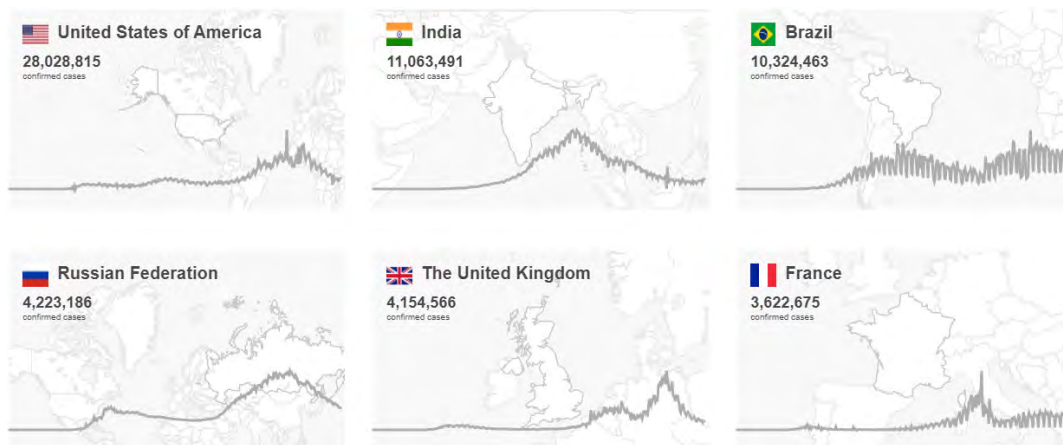 United States of America
28,028,815
confirmed cases
India
11,063,491
confirmed cases
Brazil
10,324,463
confirmed cases
Russian Federation
4,223,186
confirmed cases
The United Kingdom
4,154,566
confirmed cases
France
3,622,675
confirmed cases